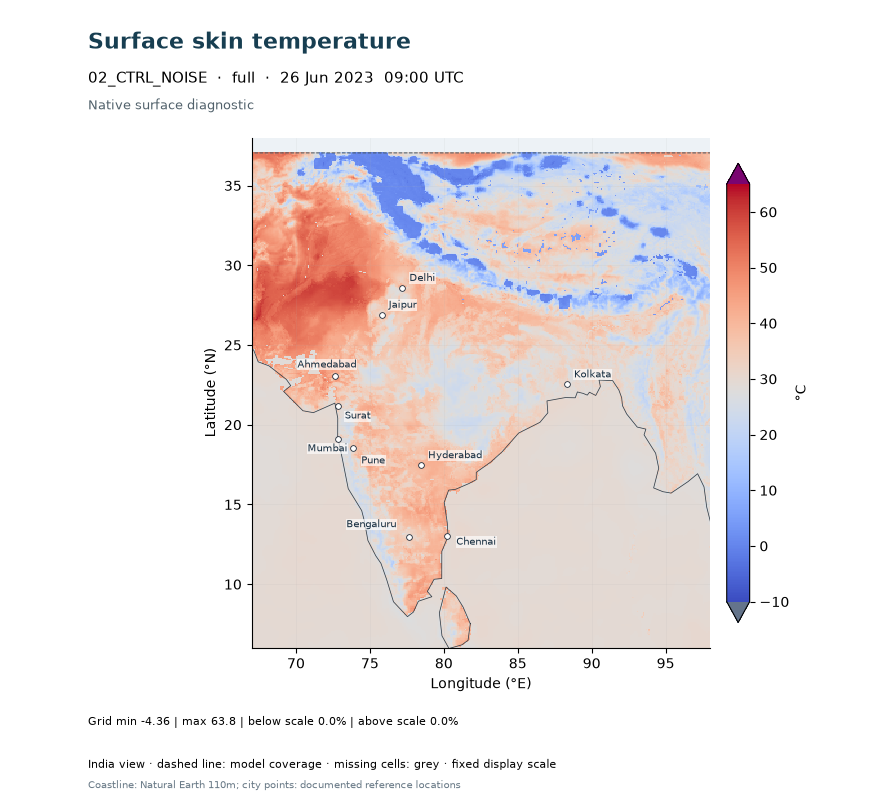 Surface skin temperature
02_CTRL_NOISE · full · 26 Jun 2023 09:00 UTC
Native surface diagnostic
35
30
25
20
15
10
Latitude (°N)
70
75
80
85
90
95
Longitude (°E)
Delhi
Jaipur
Ahmedabad
Kolkata
Surat
Mumbai
Pune
Hyderabad
Bengaluru
Chennai
60
50
40
30
20
10
0
−10
°C
Grid min -4.36 | max 63.8 | below scale 0.0% | above scale 0.0%
India view · dashed line: model coverage · missing cells: grey · fixed display scale
Coastline: Natural Earth 110m; city points: documented reference locations